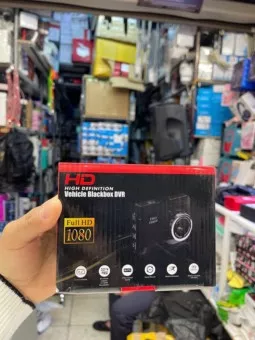 HD
HIGH DEFINITION
Vehicle Blackbox DVR
Full HD
1080